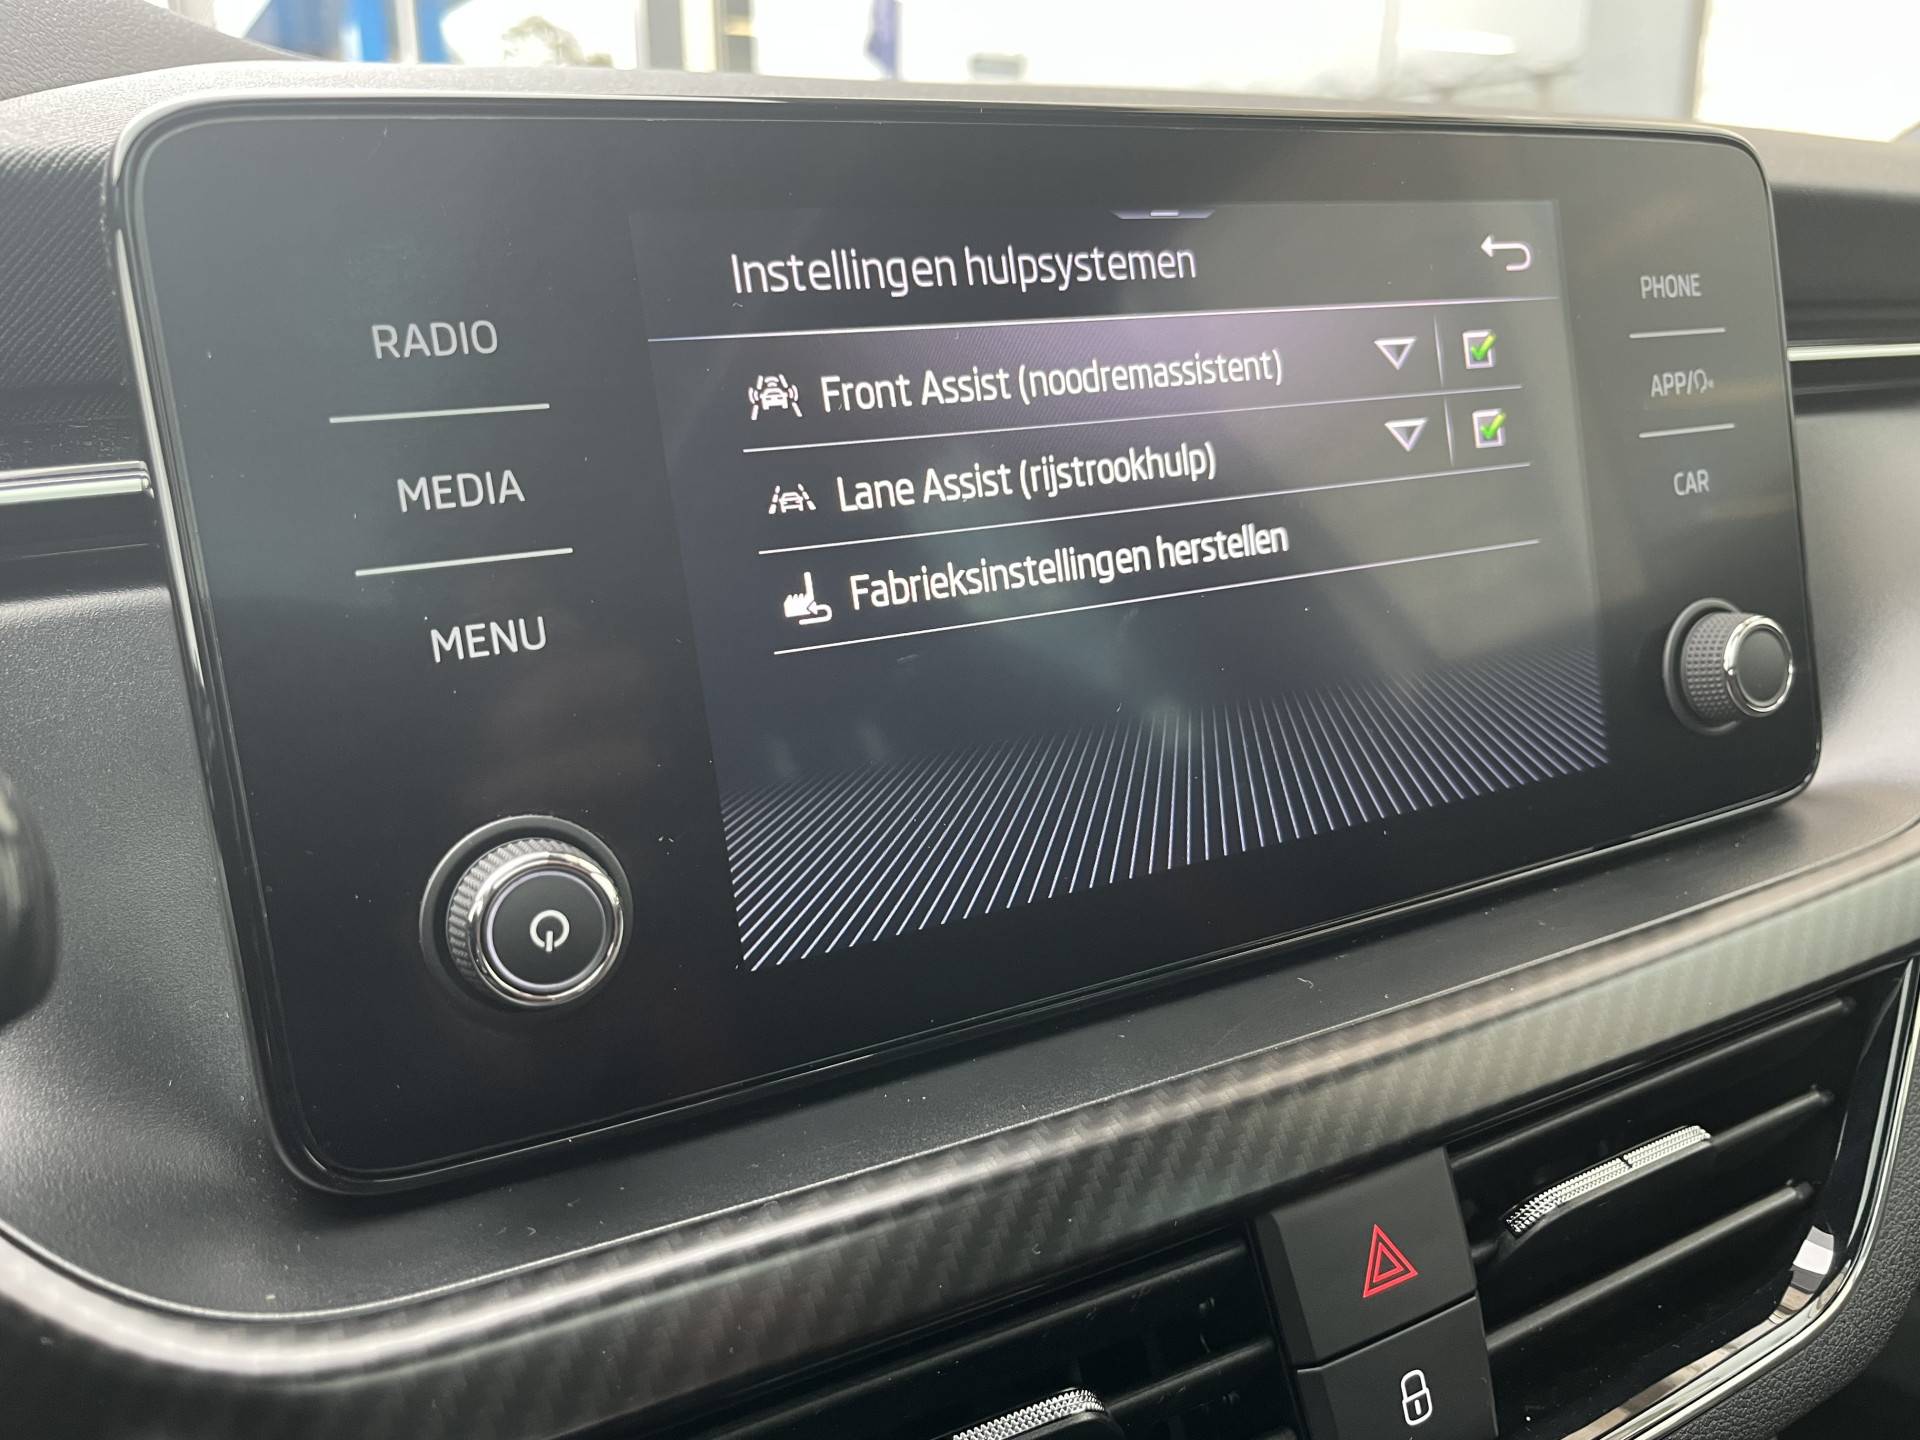 RADIO
MEDIA
MENU
Instellingen hulpsystemen
Front Assist (noodremassistent)
Lane Assist (rijstrookhulp)
Fabrieksinstellingen herstellen
PHONE
APP/
CAR